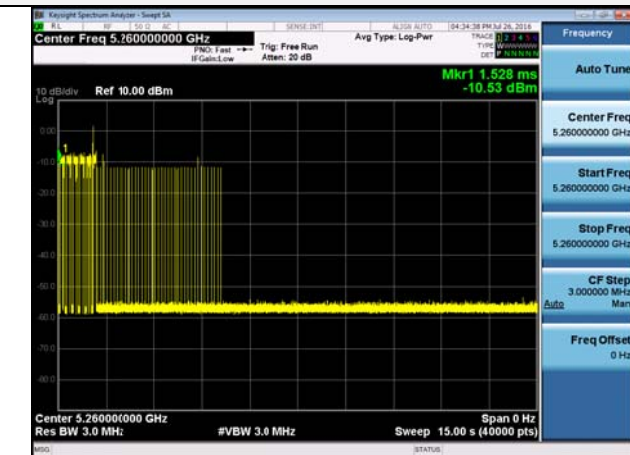 Keysight Spectrum Analyzer - Swept SA
RL RF 50 Ω AC SENSE:INT ALIGN AUTO 04:34:38 PM Jul 26, 2016
Center Freq 5.260000000 GHz
PNO: Fast
IFGain:Low
Trig: Free Run
Atten: 20 dB
Avg Type: Log-Pwr
TRACE 1 2 3 4 5 6
TYPE WWWWWW
DET P N N N N N
Mkr1 1.528 ms
-10.53 dBm
10 dB/div Ref 10.00 dBm
Log
0.00
-10.0
-20.0
-30.0
-40.0
-50.0
-60.0
-70.0
-80.0
1
Center 5.260000000 GHz
Res BW 3.0 MHz
#VBW 3.0 MHz
Span 0 Hz
Sweep 15.00 s (40000 pts)
MSG
STATUS
Frequency
Auto Tune
Center Freq
5.260000000 GHz
Start Freq
5.260000000 GHz
Stop Freq
5.260000000 GHz
CF Step
3.000000 MHz
Auto Man
Freq Offset
0 Hz